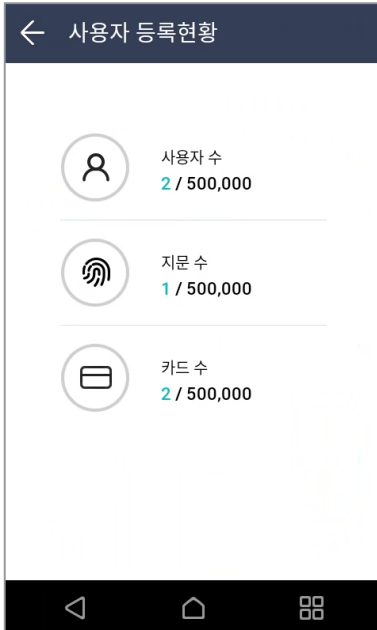 사용자 등록현황
사용자 수
2 / 500,000
지문 수
1 / 500,000
카드 수
2 / 500,000